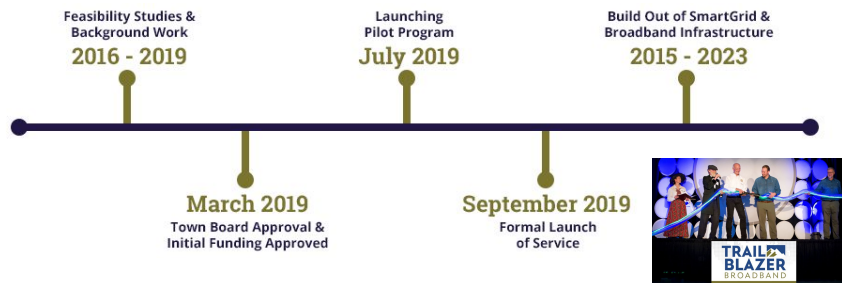 Feasibility Studies &
Background Work
2016 - 2019
Launching
Pilot Program
July 2019
Build Out of SmartGrid &
Broadband Infrastructure
2015 - 2023
March 2019
Town Board Approval &
Initial Funding Approved
September 2019
Formal Launch
of Service
TRAIL
BLAZER
BROADBAND